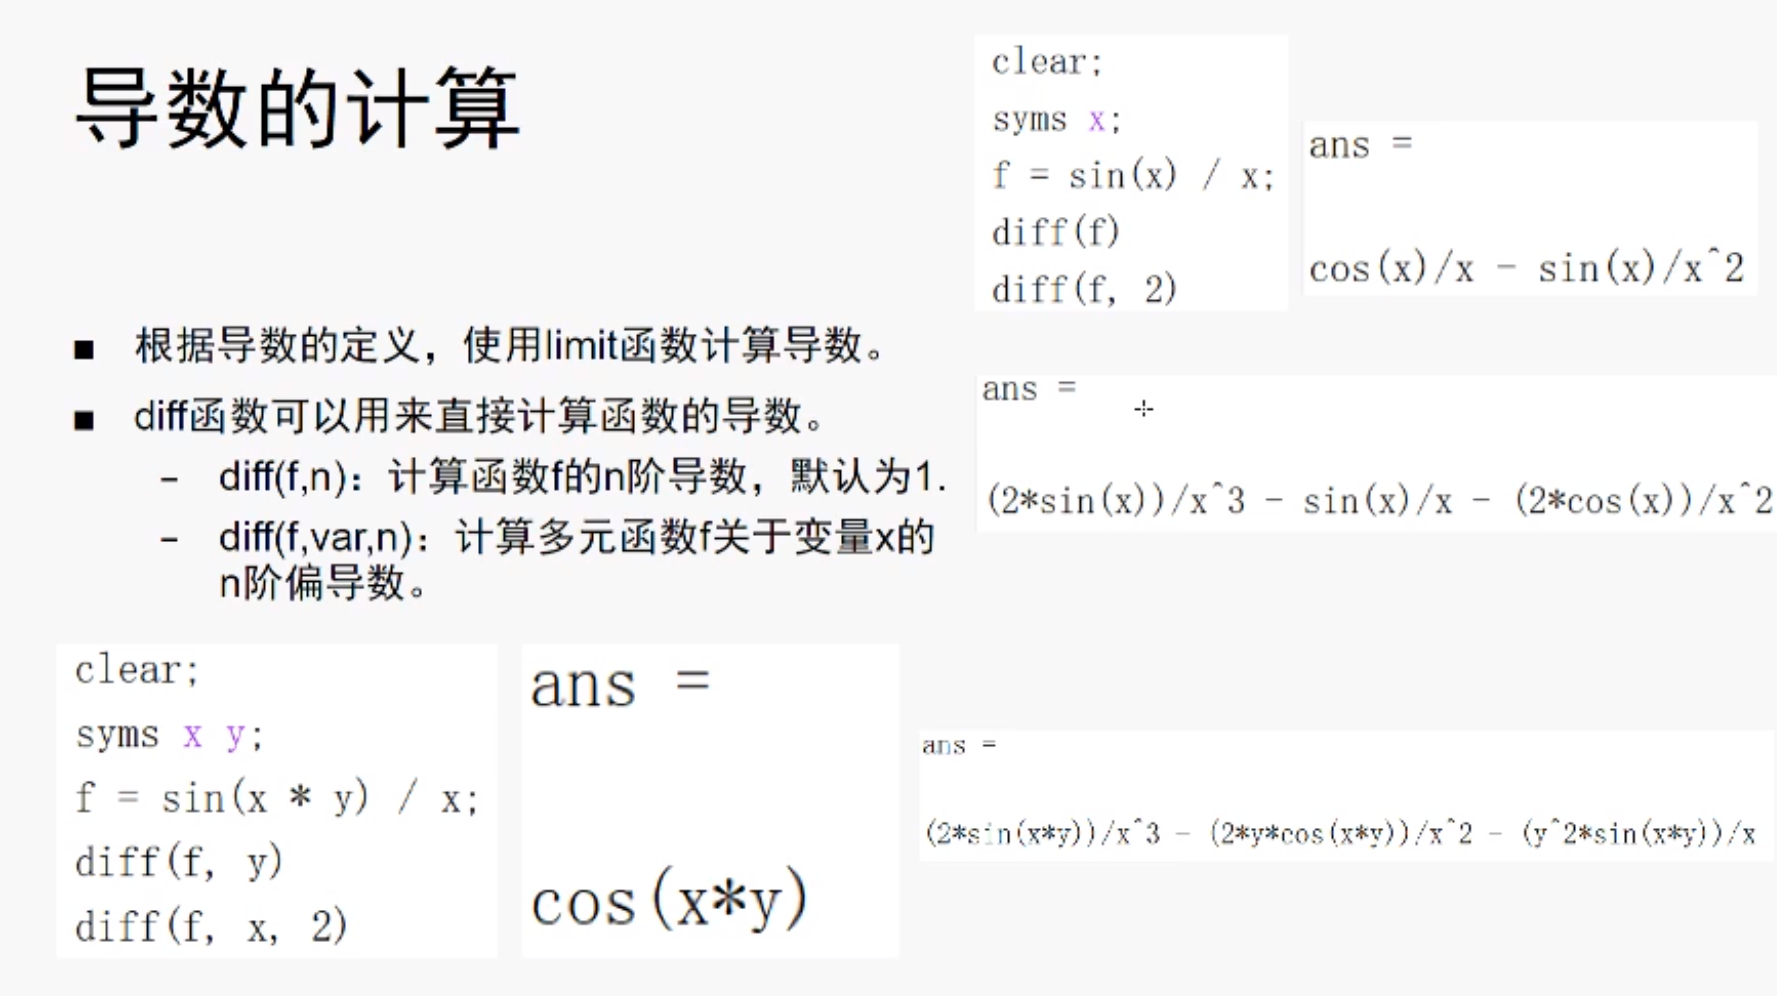 导数的计算
■ 根据导数的定义，使用limit函数计算导数。
■ diff函数可以用来直接计算函数的导数。
– diff(f,n)：计算函数f的n阶导数，默认为1.
– diff(f,var,n)：计算多元函数f关于变量x的
n阶偏导数。
clear;
syms x;
f = sin(x) / x;
diff(f)
diff(f, 2)
ans =
cos(x)/x - sin(x)/x^2
ans =
(2*sin(x))/x^3 - sin(x)/x - (2*cos(x))/x^2
clear;
syms x y;
f = sin(x * y) / x;
diff(f, y)
diff(f, x, 2)
ans =
cos(x*y)
ans =
(2*sin(x*y))/x^3 - (2*y*cos(x*y))/x^2 - (y^2*sin(x*y))/x